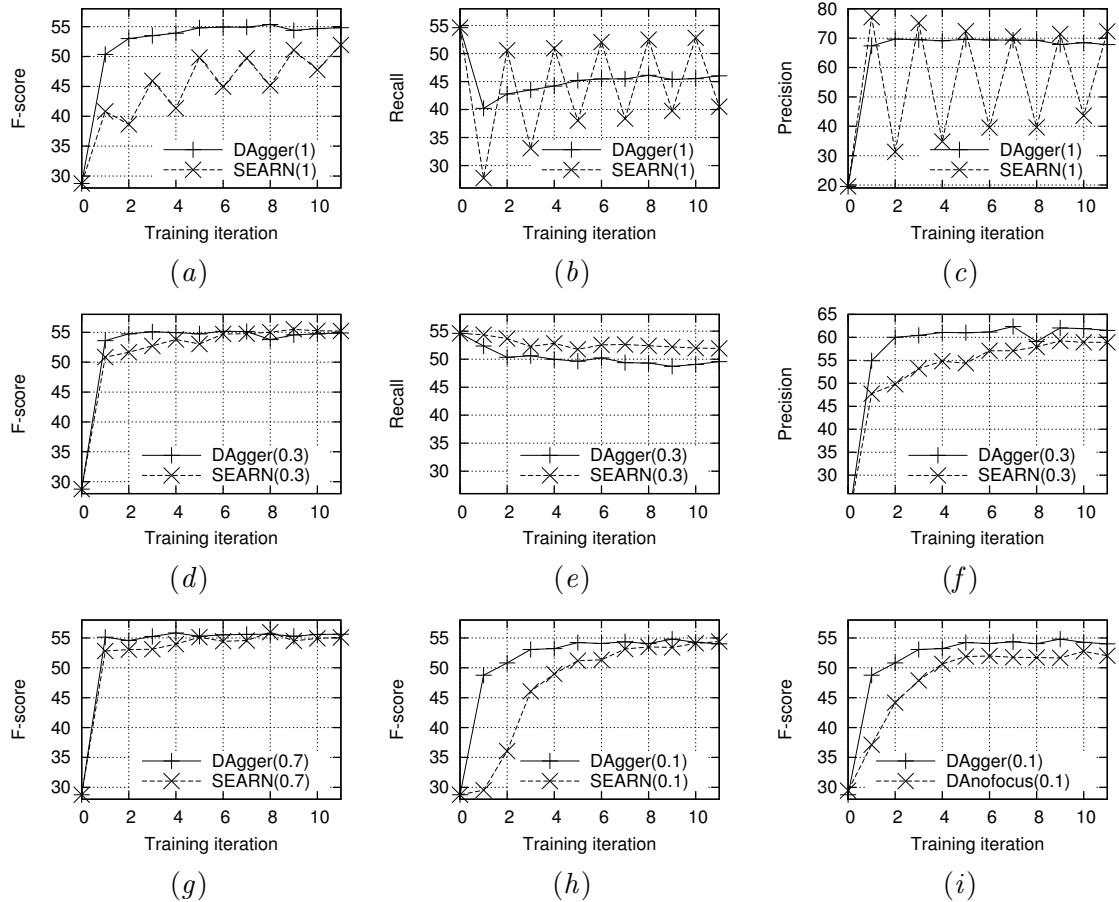 55
50
45
40
35
30
F-score
0 2 4 6 8 10
Training iteration
DAgger(1)
SEARN(1)
(a)
55
50
45
40
35
30
Recall
0 2 4 6 8 10
Training iteration
DAgger(1)
SEARN(1)
(b)
80
70
60
50
40
30
20
Precision
0 2 4 6 8 10
Training iteration
DAgger(1)
SEARN(1)
(c)
55
50
45
40
35
30
F-score
0 2 4 6 8 10
Training iteration
DAgger(0.3)
SEARN(0.3)
(d)
55
50
45
40
35
30
Recall
0 2 4 6 8 10
Training iteration
DAgger(0.3)
SEARN(0.3)
(e)
65
60
55
50
45
40
35
30
Precision
0 2 4 6 8 10
Training iteration
DAgger(0.3)
SEARN(0.3)
(f)
55
50
45
40
35
30
F-score
0 2 4 6 8 10
Training iteration
DAgger(0.7)
SEARN(0.7)
(g)
55
50
45
40
35
30
F-score
0 2 4 6 8 10
Training iteration
DAgger(0.1)
SEARN(0.1)
(h)
55
50
45
40
35
30
F-score
0 2 4 6 8 10
Training iteration
DAgger(0.1)
DAnofocus(0.1)
(i)